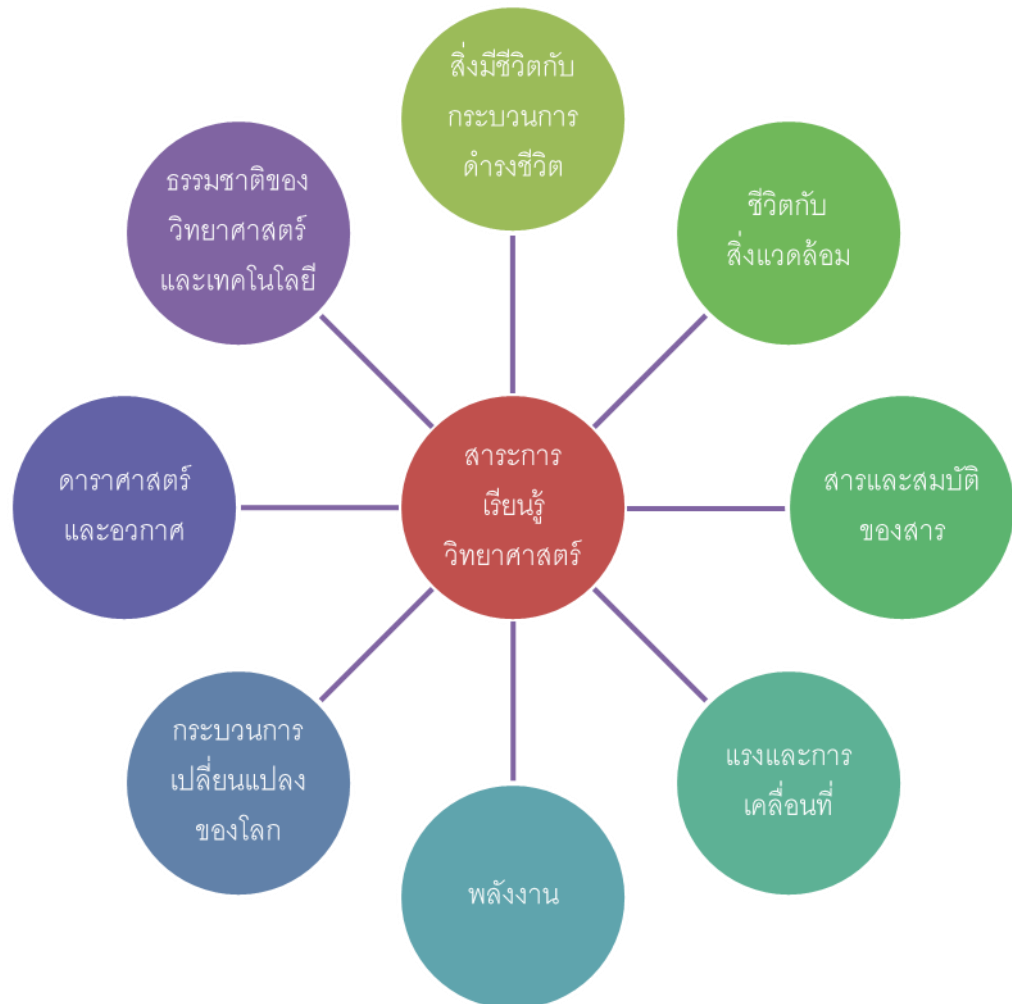 สิ่งมีชีวิตกับ
กระบวนการ
ดำรงชีวิต
ชีวิตกับ
สิ่งแวดล้อม
สารและสมบัติ
ของสาร
แรงและการ
เคลื่อนที่
พลังงาน
กระบวนการ
เปลี่ยนแปลง
ของโลก
ดาราศาสตร์
และอวกาศ
ธรรมชาติของ
วิทยาศาสตร์
และเทคโนโลยี
สาระการ
เรียนรู้
วิทยาศาสตร์